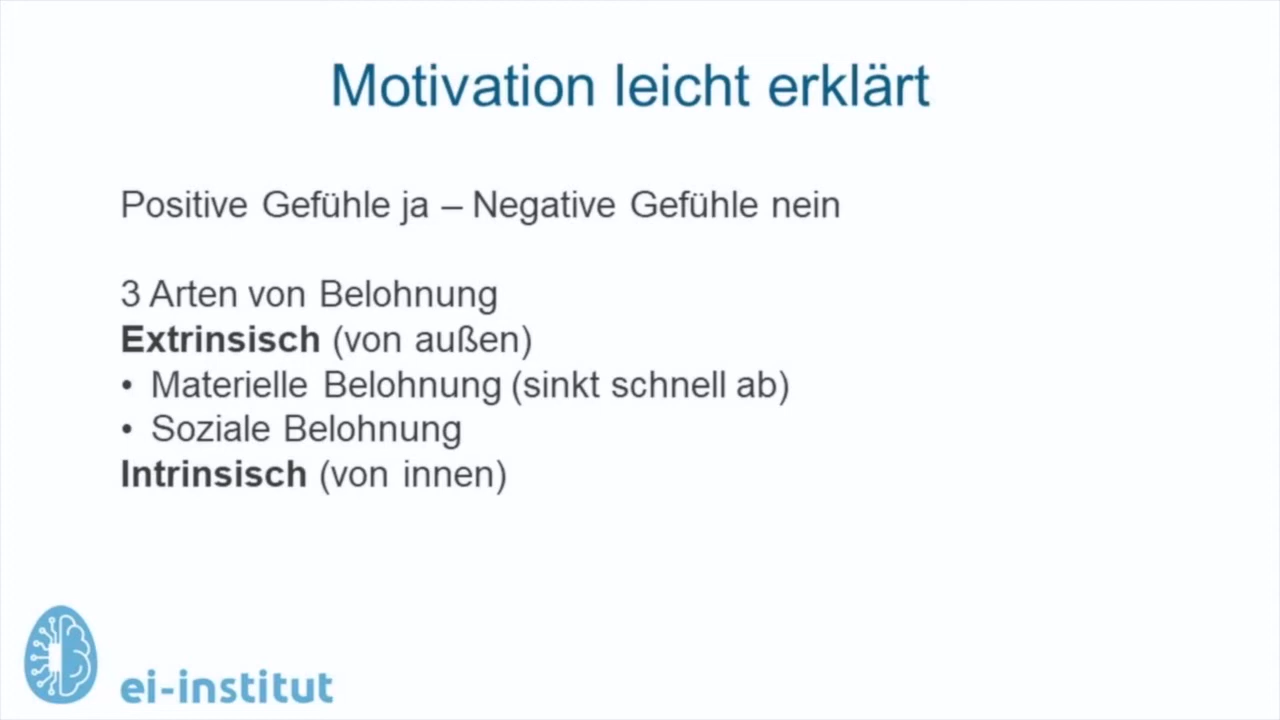 Motivation leicht erklärt
Positive Gefühle ja – Negative Gefühle nein
3 Arten von Belohnung
Extrinsisch (von außen)
• Materielle Belohnung (sinkt schnell ab)
• Soziale Belohnung
Intrinsisch (von innen)
ei-institut